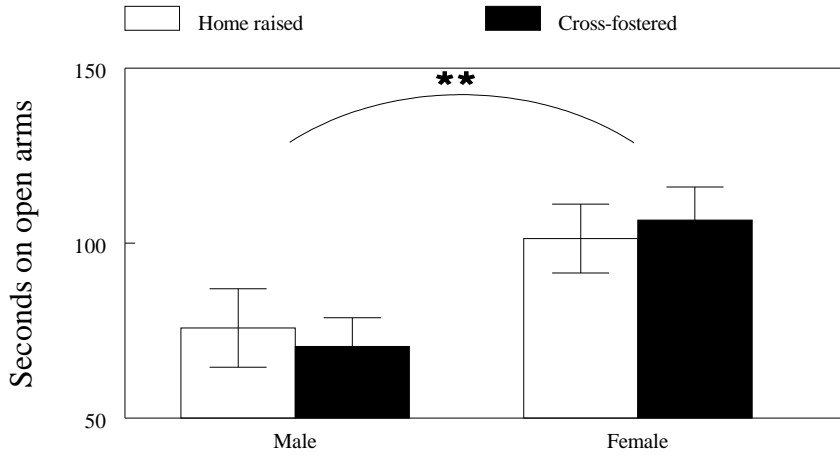 Home raised
Cross-fostered
Seconds on open arms
150
**
100
50
Male
Female